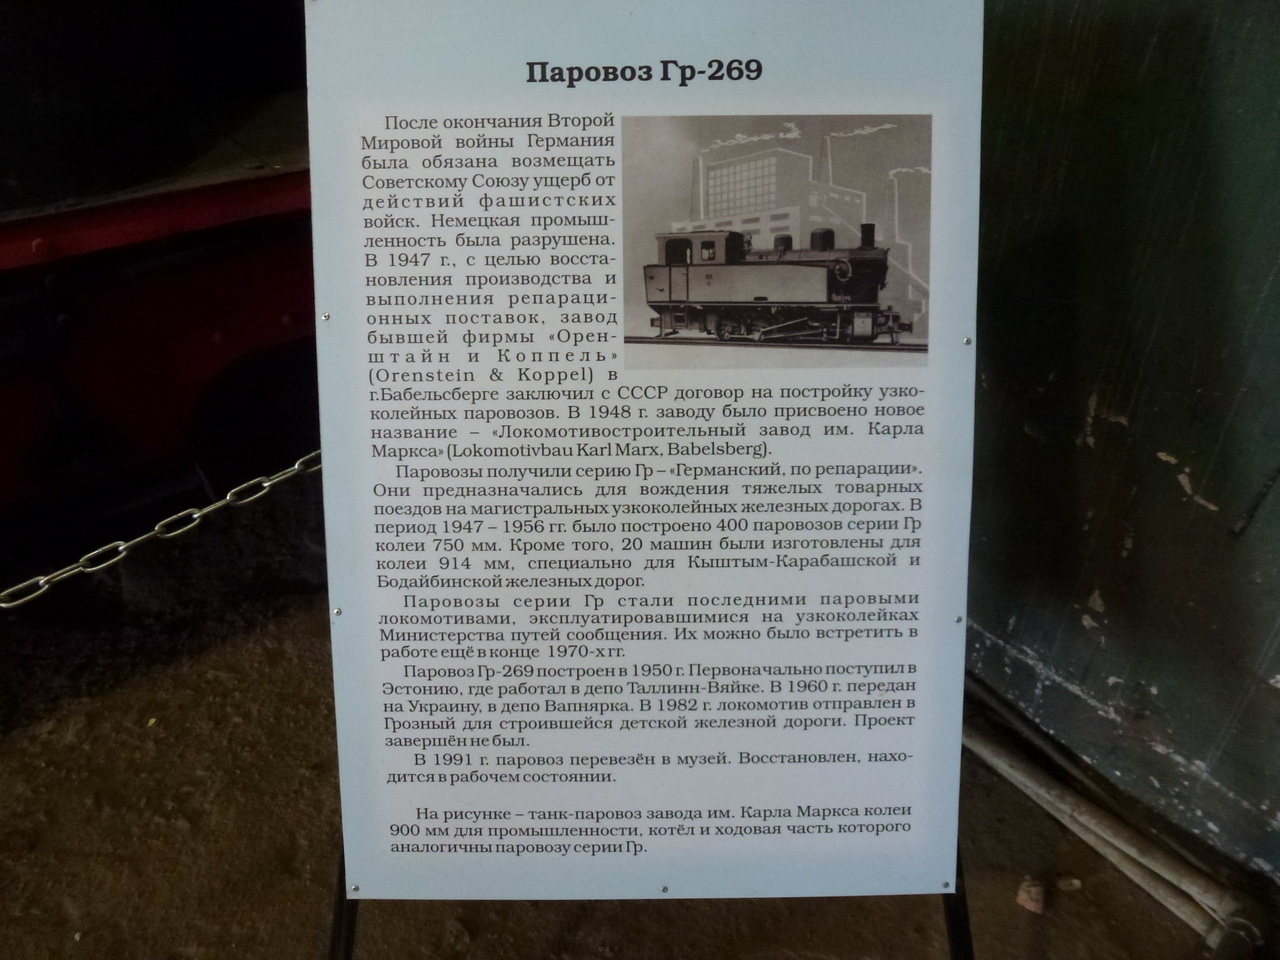 Паровоз Гр-269
После окончания Второй
Мировой войны Германия
была обязана возмещать
Советскому Союзу ущерб от
действий фашистских
войск. Немецкая промыш-
ленность была разрушена.
В 1947 г., с целью восста-
новления производства и
выполнения репараци-
онных поставок, завод
бывшей фирмы «Орен-
штайн и Коппель»
(Orenstein & Koppel) в
г.Бабельсберге заключил с СССР договор на постройку узко-
колейных паровозов. В 1948 г. заводу было присвоено новое
название – «Локомотивостроительный завод им. Карла
Маркса» (Lokomotivbau Karl Marx, Babelsberg).
Паровозы получили серию Гр – «Германский, по репарации».
Они предназначались для вождения тяжелых товарных
поездов на магистральных узкоколейных железных дорогах. В
период 1947 – 1956 гг. было построено 400 паровозов серии Гр
колеи 750 мм. Кроме того, 20 машин были изготовлены для
колеи 914 мм, специально для Кыштым-Карабашской и
Бодайбинской железных дорог.
Паровозы серии Гр стали последними паровыми
локомотивами, эксплуатировавшимися на узкоколейках
Министерства путей сообщения. Их можно было встретить в
работе ещё в конце 1970-х гг.
Паровоз Гр-269 построен в 1950 г. Первоначально поступил в
Эстонию, где работал в депо Таллинн-Вяйке. В 1960 г. передан
на Украину, в депо Вапнярка. В 1982 г. локомотив отправлен в
Грозный для строившейся детской железной дороги. Проект
завершён не был.
В 1991 г. паровоз перевезён в музей. Восстановлен, нахо-
дится в рабочем состоянии.
На рисунке – танк-паровоз завода им. Карла Маркса колеи
900 мм для промышленности, котёл и ходовая часть которого
аналогичны паровозу серии Гр.